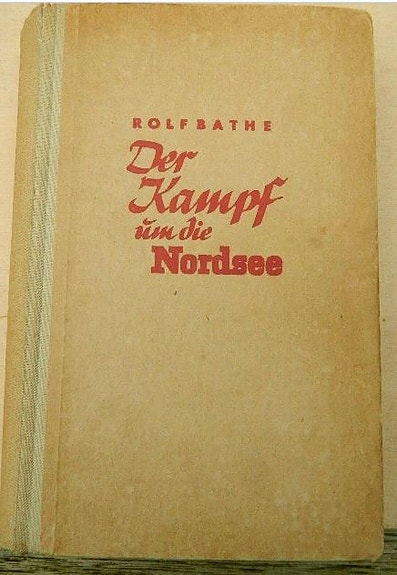 ROLF BATHE
Der
Kampf
um die
Nordsee